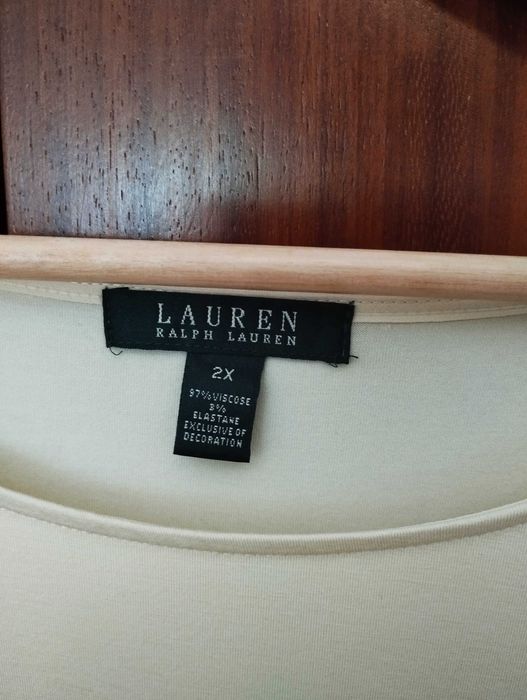 LAUREN
RALPH LAUREN
2X
97% VISCOSE
3%
ELASTANE
EXCLUSIVE OF
DECORATION